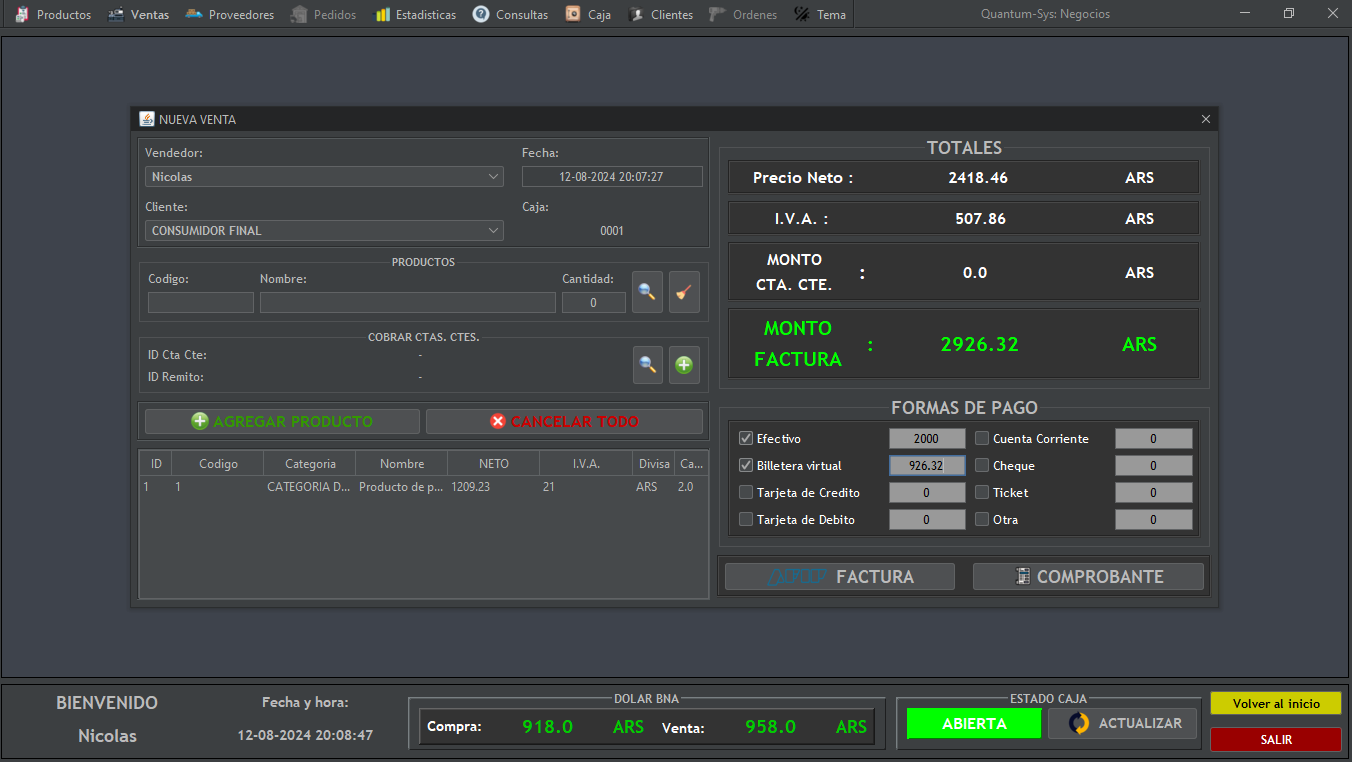 Productos Ventas Proveedores Pedidos Estadisticas Consultas Caja Clientes Ordenes Tema Quantum-Sys: Negocios
NUEVA VENTA
Vendedor:
Nicolas
Fecha:
12-08-2024 20:07:27
Cliente:
CONSUMIDOR FINAL
Caja:
0001
PRODUCTOS
Codigo: Nombre: Cantidad:
0
COBRAR CTAS. CTES.
ID Cta Cte: -
ID Remito: -
AGREGAR PRODUCTO CANCELAR TODO
ID Codigo Categoria Nombre NETO I.V.A. Divisa Ca...
1 1 CATEGORIA D... Producto de p... 1209.23 21 ARS 2.0
TOTALES
Precio Neto : 2418.46 ARS
I.V.A. : 507.86 ARS
MONTO
CTA. CTE. : 0.0 ARS
MONTO
FACTURA : 2926.32 ARS
FORMAS DE PAGO
Efectivo 2000 Cuenta Corriente 0
Billetera virtual 926.32 Cheque 0
Tarjeta de Credito 0 Ticket 0
Tarjeta de Debito 0 Otra 0
AFIP FACTURA COMPROBANTE
BIENVENIDO
Nicolas
Fecha y hora:
12-08-2024 20:08:47
DOLAR BNA
Compra: 918.0 ARS Venta: 958.0 ARS
ESTADO CAJA
ABIERTA ACTUALIZAR
Volver al inicio
SALIR